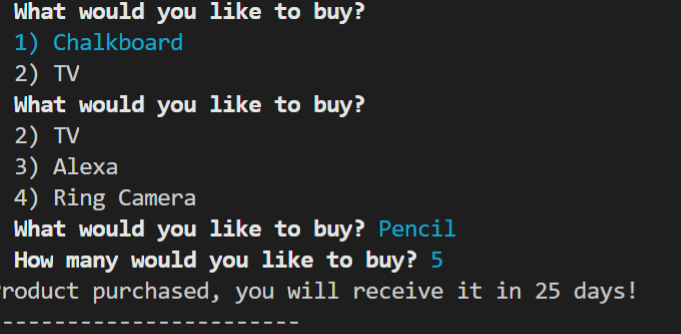 What would you like to buy?
1) Chalkboard
2) TV
What would you like to buy?
2) TV
3) Alexa
4) Ring Camera
What would you like to buy? Pencil
How many would you like to buy? 5
roduct purchased, you will receive it in 25 days!
-----------------------